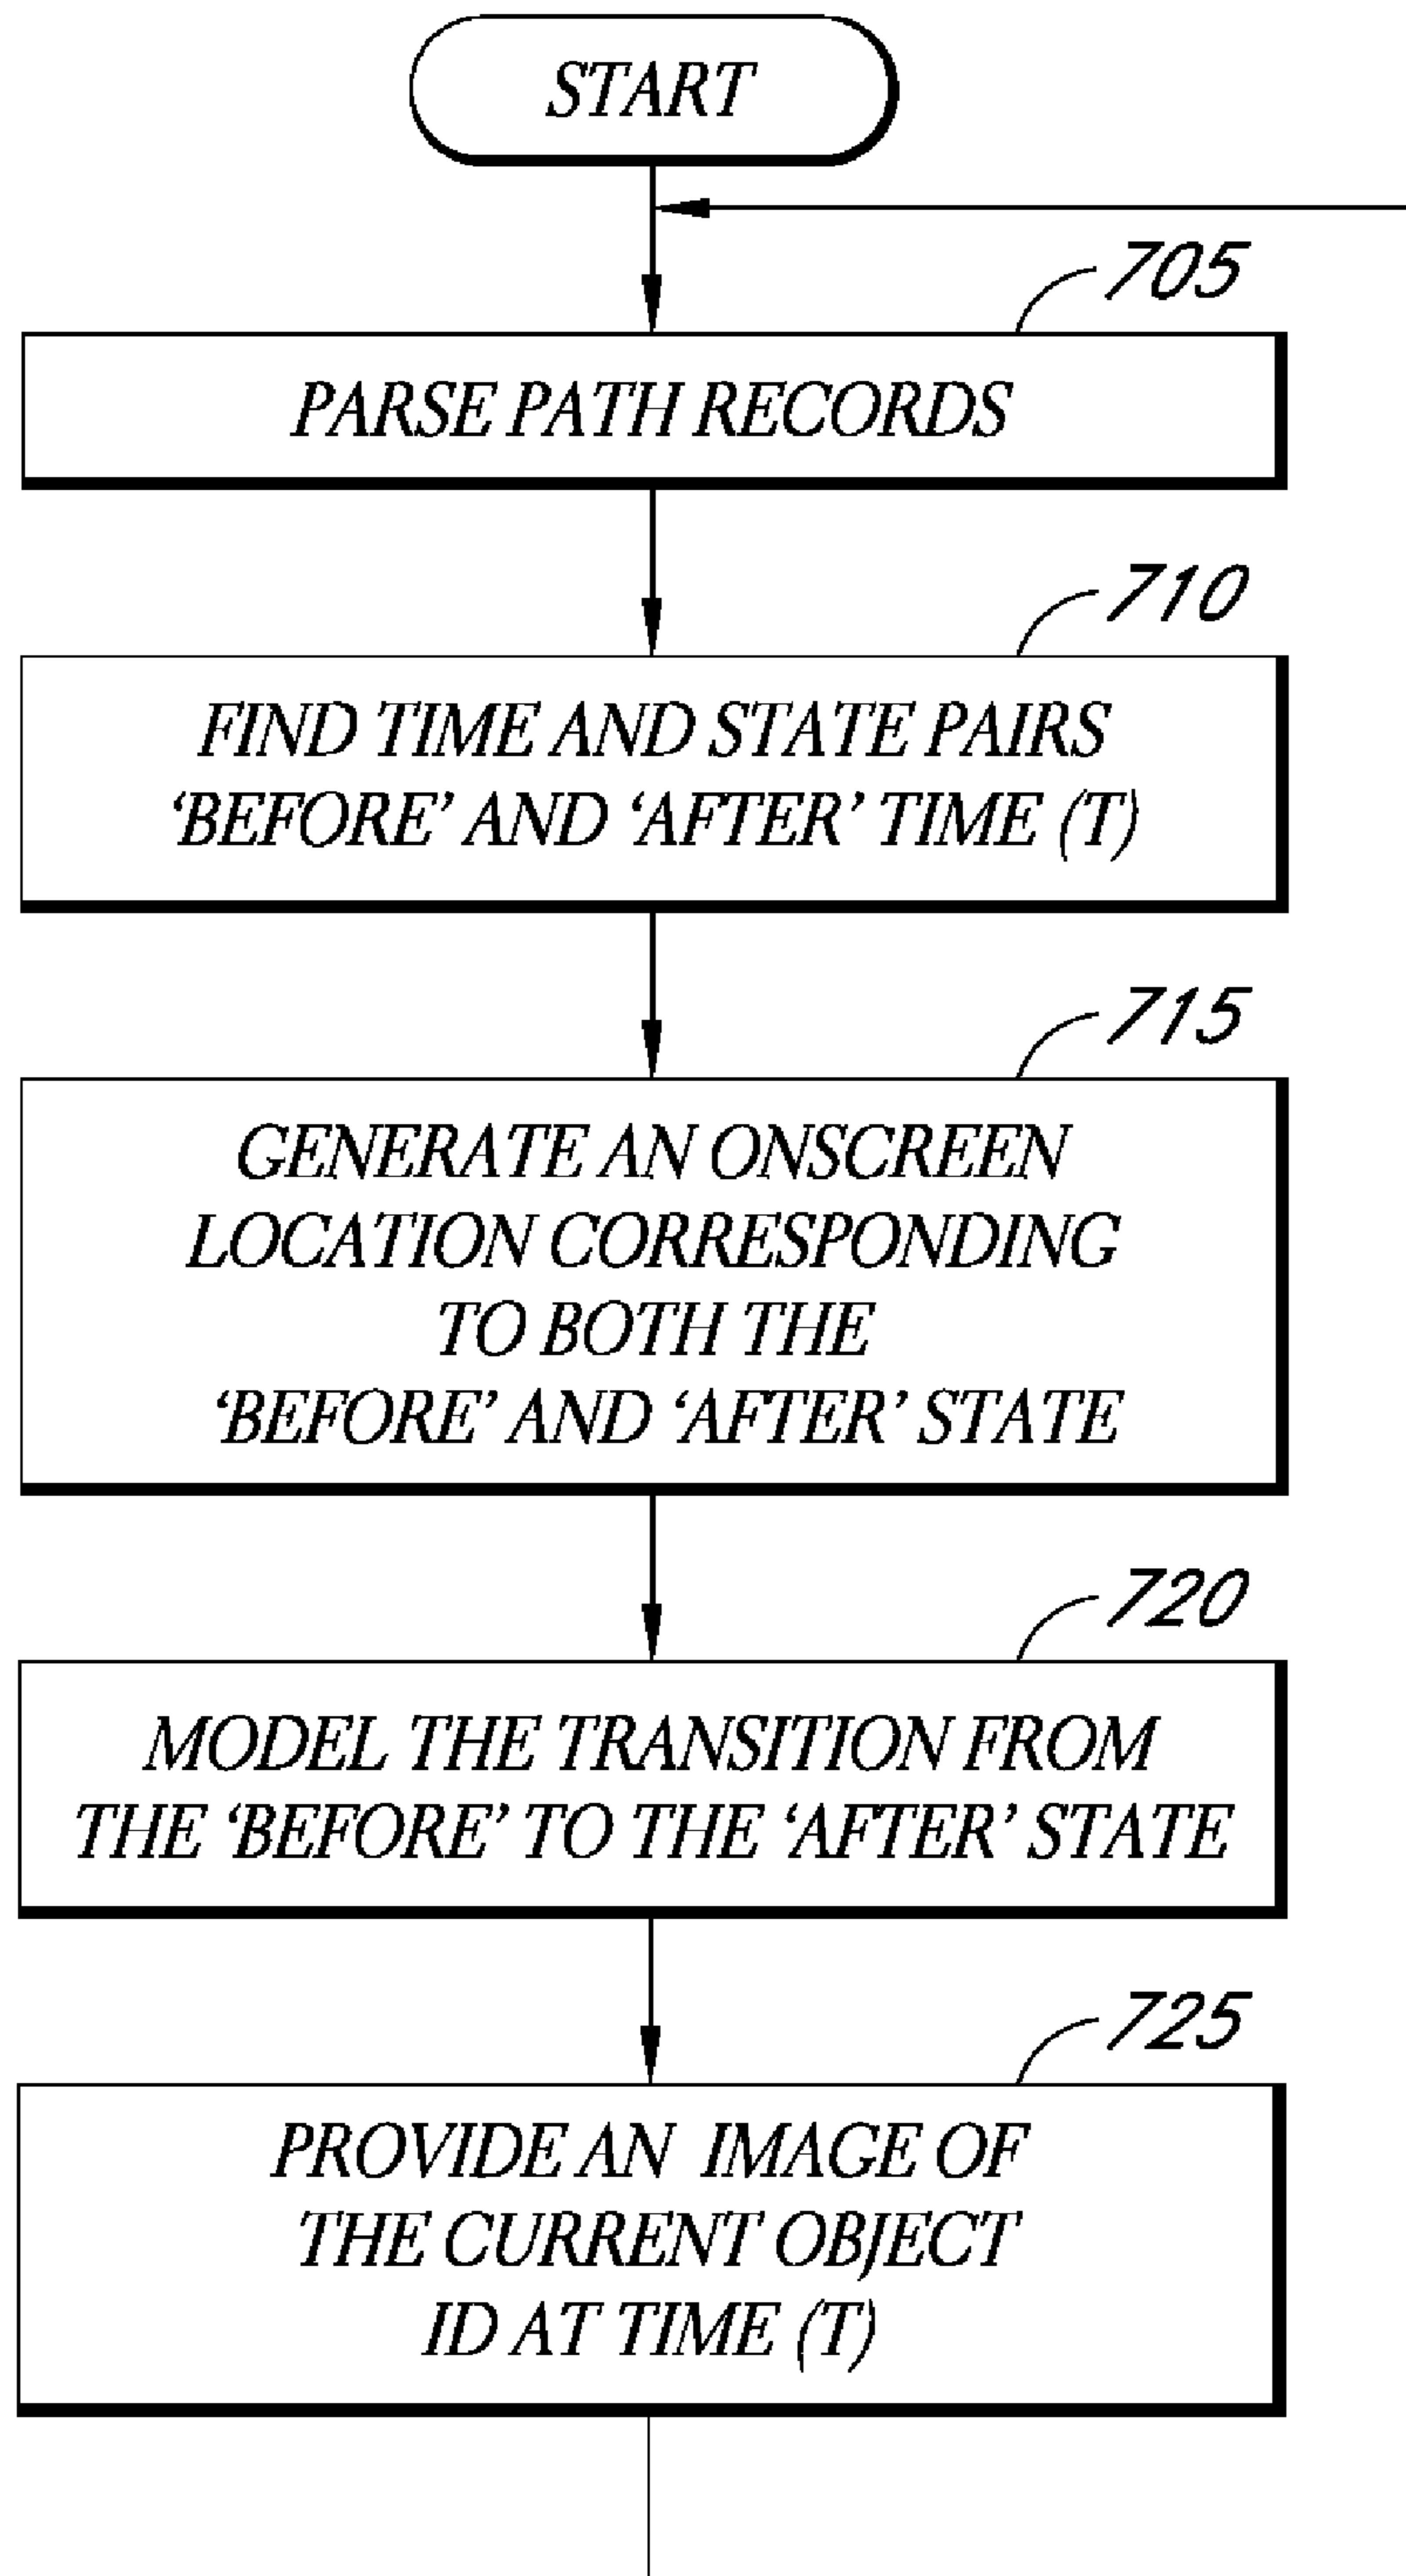 START
705
PARSE PATH RECORDS
710
FIND TIME AND STATE PAIRS
‘BEFORE’ AND ‘AFTER’ TIME (T)
715
GENERATE AN ONSCREEN
LOCATION CORRESPONDING
TO BOTH THE
‘BEFORE’ AND ‘AFTER’ STATE
720
MODEL THE TRANSITION FROM
THE ‘BEFORE’ TO THE ‘AFTER’ STATE
725
PROVIDE AN IMAGE OF
THE CURRENT OBJECT
ID AT TIME (T)